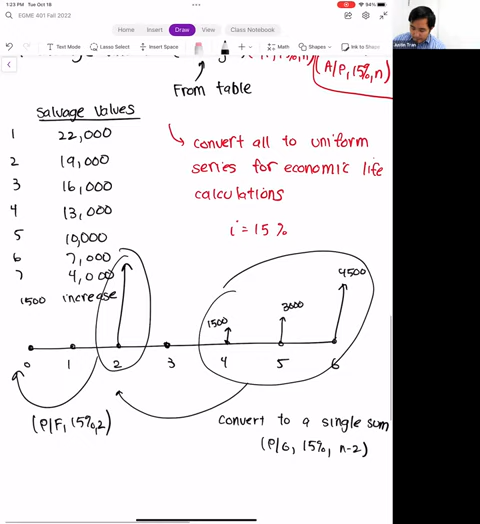 1:23 PM Tue Oct 18
94%
EGME 401 Fall 2022
Home Insert Draw View Class Notebook
Text Mode Lasso Select Insert Space Math Shapes Ink to Shape
Justin Tran
(A/P, 15%, n)
From table
Salvage Values
1 22,000
2 19,000
3 16,000
4 13,000
5 10,000
6 7,000
7 4,000
1500 increase
convert all to uniform
series for economic life
calculations
i = 15 %
1500 3000 4500
0 1 2 3 4 5 6
(P/F, 15%, 2)
Convert to a single sum
(P/G, 15%, n-2)